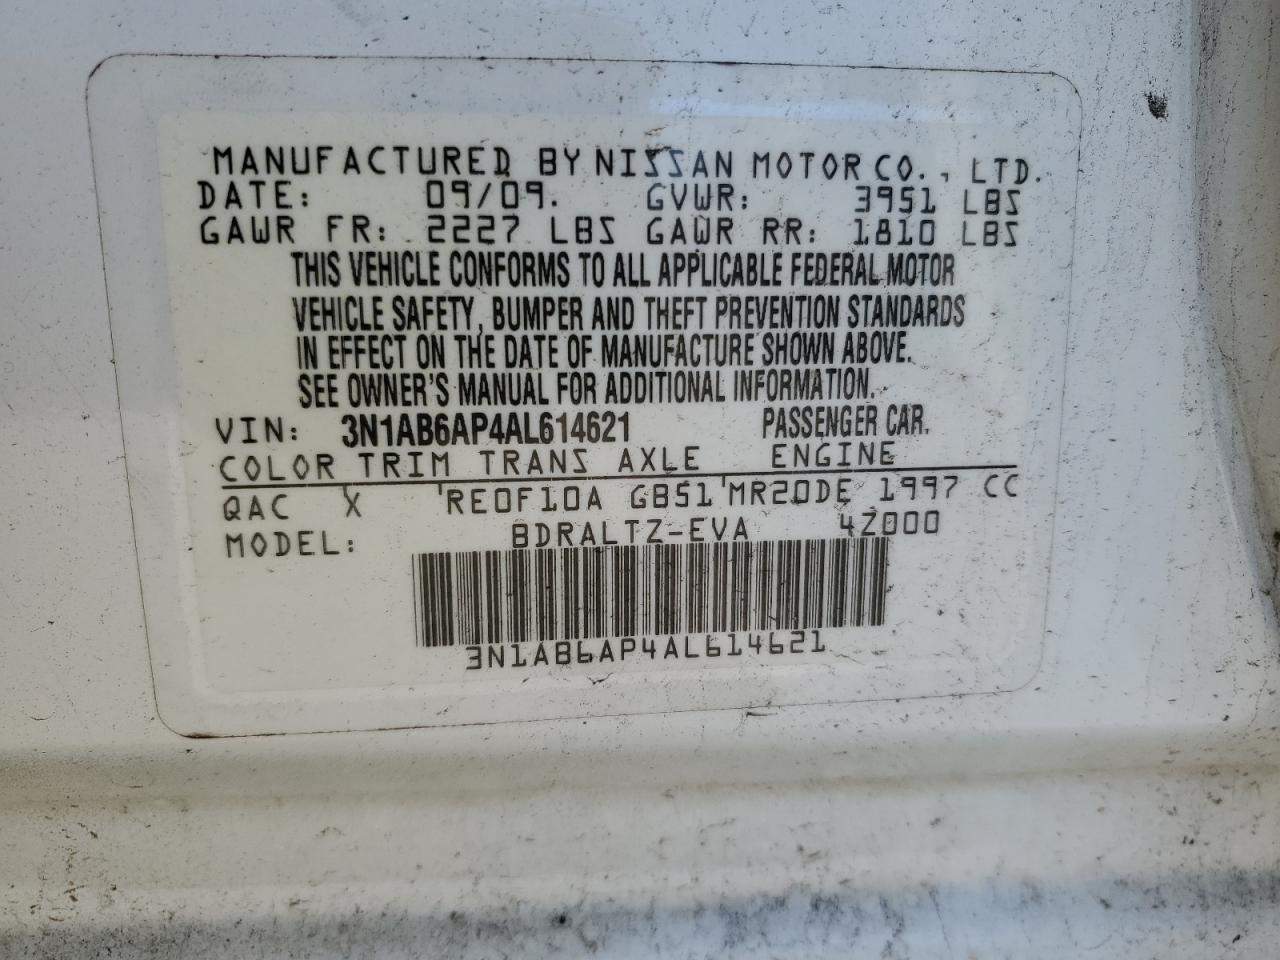 MANUFACTURED BY NISSAN MOTOR CO., LTD.
DATE: 09/09. GVWR: 3951 LBS
GAWR FR: 2227 LBS GAWR RR: 1810 LBS
THIS VEHICLE CONFORMS TO ALL APPLICABLE FEDERAL MOTOR
VEHICLE SAFETY, BUMPER AND THEFT PREVENTION STANDARDS
IN EFFECT ON THE DATE OF MANUFACTURE SHOWN ABOVE.
SEE OWNER'S MANUAL FOR ADDITIONAL INFORMATION.
VIN: 3N1AB6AP4AL614621 PASSENGER CAR.
COLOR TRIM TRANS AXLE ENGINE
QAC X RE0F10A GB51 MR20DE 1997 CC
MODEL: BDRALTZ-EVA 4Z000
3N1AB6AP4AL614621